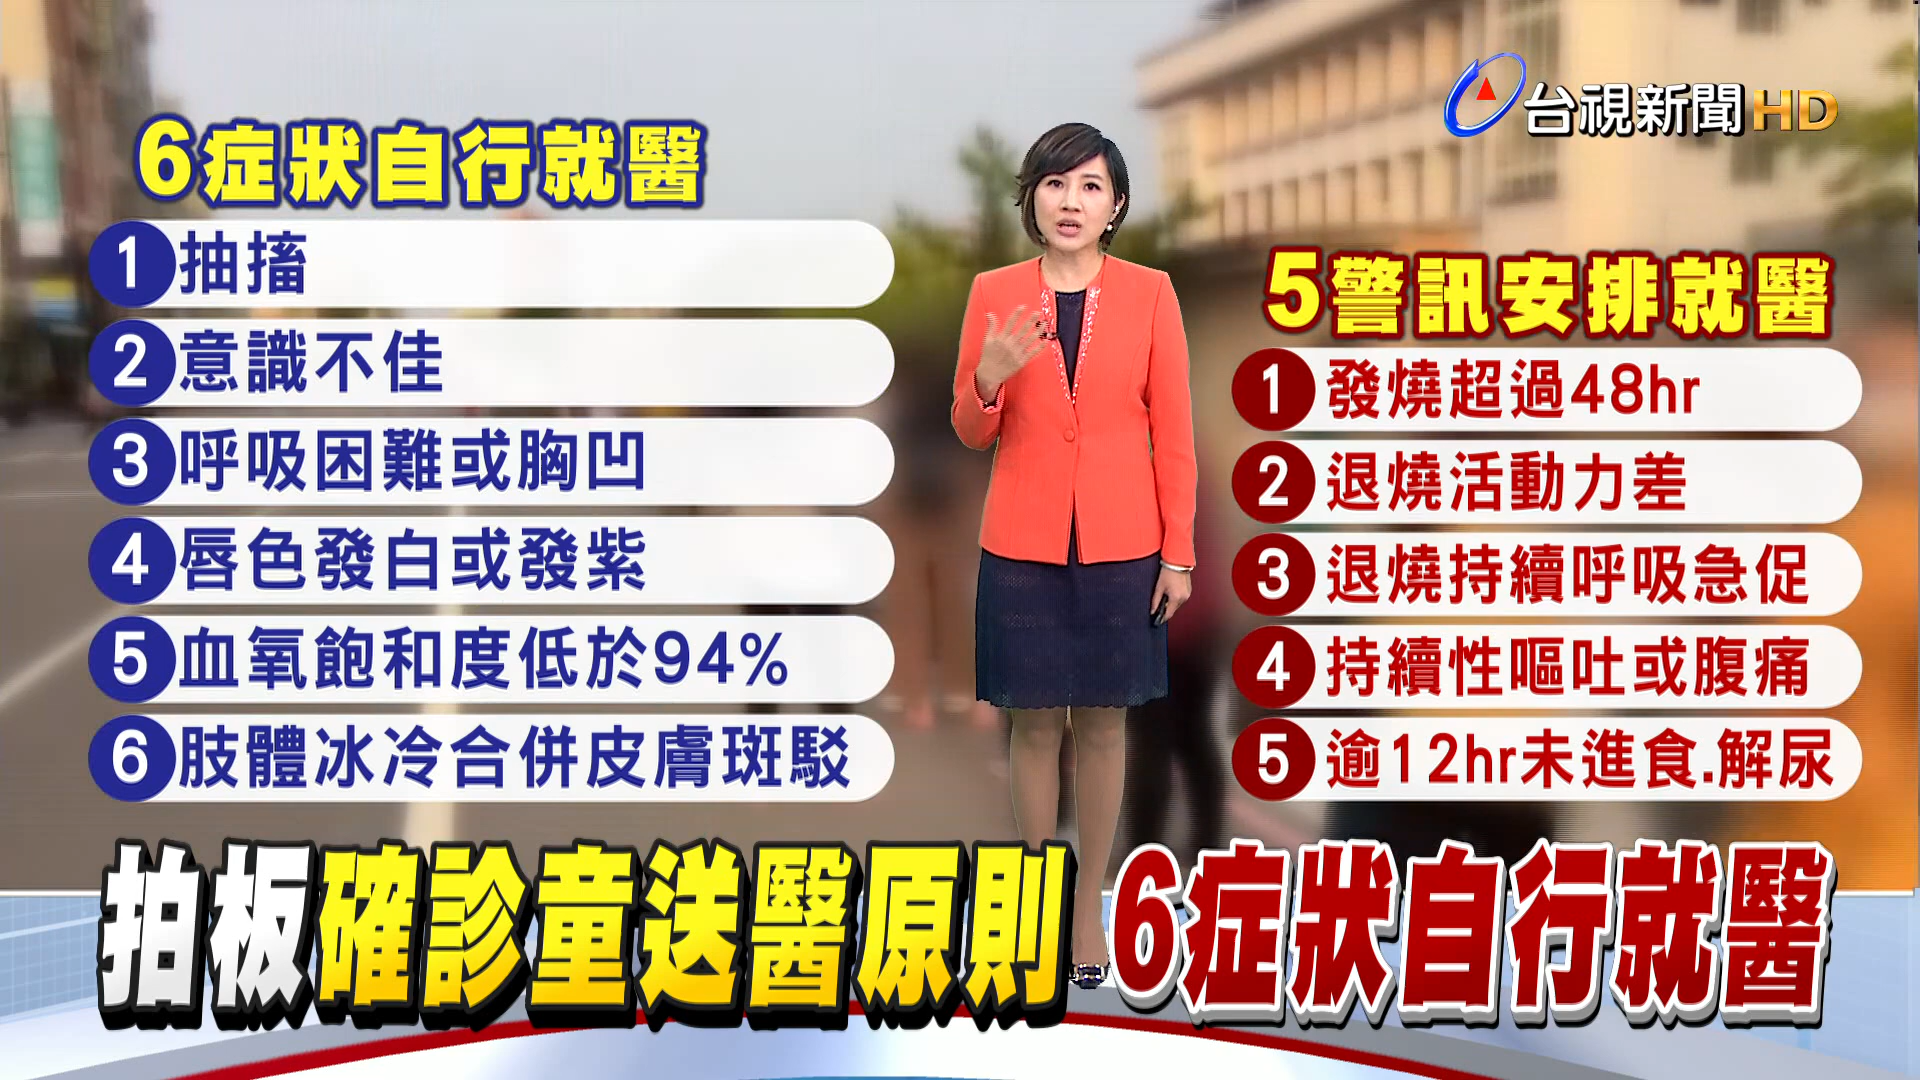 台視新聞HD
6症狀自行就醫
1 抽搐
2 意識不佳
3 呼吸困難或胸凹
4 唇色發白或發紫
5 血氧飽和度低於94%
6 肢體冰冷合併皮膚斑駁
5警訊安排就醫
1 發燒超過48hr
2 退燒活動力差
3 退燒持續呼吸急促
4 持續性嘔吐或腹痛
5 逾12hr未進食.解尿
拍板確診童送醫原則 6症狀自行就醫